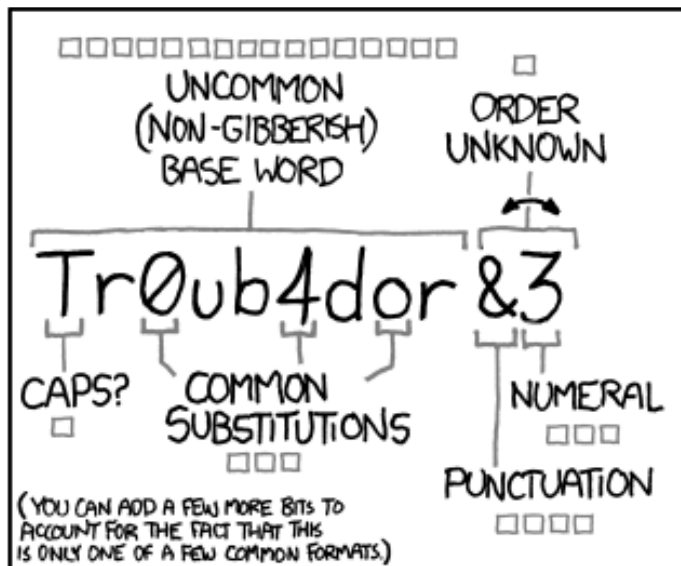 UNCOMMON
(NON-GIBBERISH)
BASE WORD
ORDER
UNKNOWN
Tr0ub4dor &3
CAPS?
COMMON
SUBSTITUTIONS
NUMERAL
PUNCTUATION
(YOU CAN ADD A FEW MORE BITS TO
ACCOUNT FOR THE FACT THAT THIS
IS ONLY ONE OF A FEW COMMON FORMATS.)